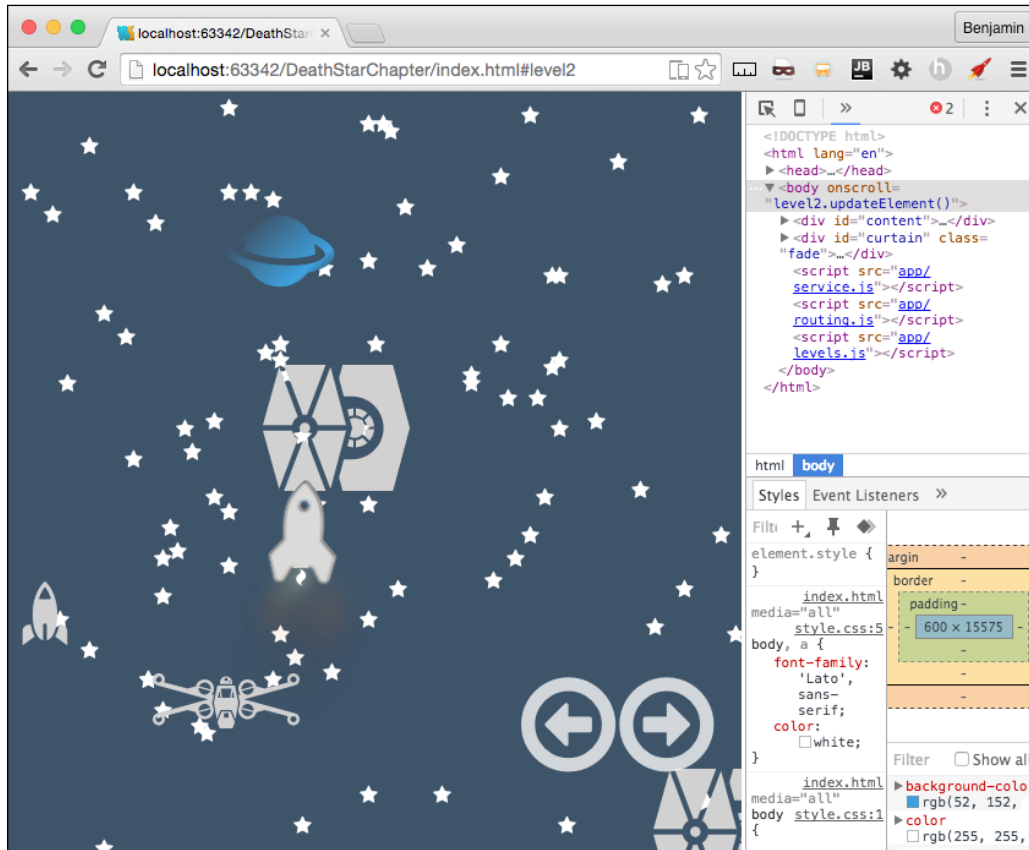 localhost:63342/DeathStar
Benjamin
localhost:63342/DeathStarChapter/index.html#level2
JB
2
<!DOCTYPE html>
<html lang="en">
<head>…</head>
<body onscroll=
"level2.updateElement()">
<div id="content">…</div>
<div id="curtain" class=
"fade">…</div>
<script src="app/
service.js"></script>
<script src="app/
routing.js"></script>
<script src="app/
levels.js"></script>
</body>
</html>
html body
Styles Event Listeners »
element.style {
}
index.html
media="all"
style.css:5
body, a {
font-family:
'Lato',
sans-
serif;
color:
white;
}
index.html
media="all"
body style.css:1
{
argin -
border -
padding -
- - 600 × 15575 - -
-
-
-
Filter Show all
background-colo
rgb(52, 152,
color
rgb(255, 255,